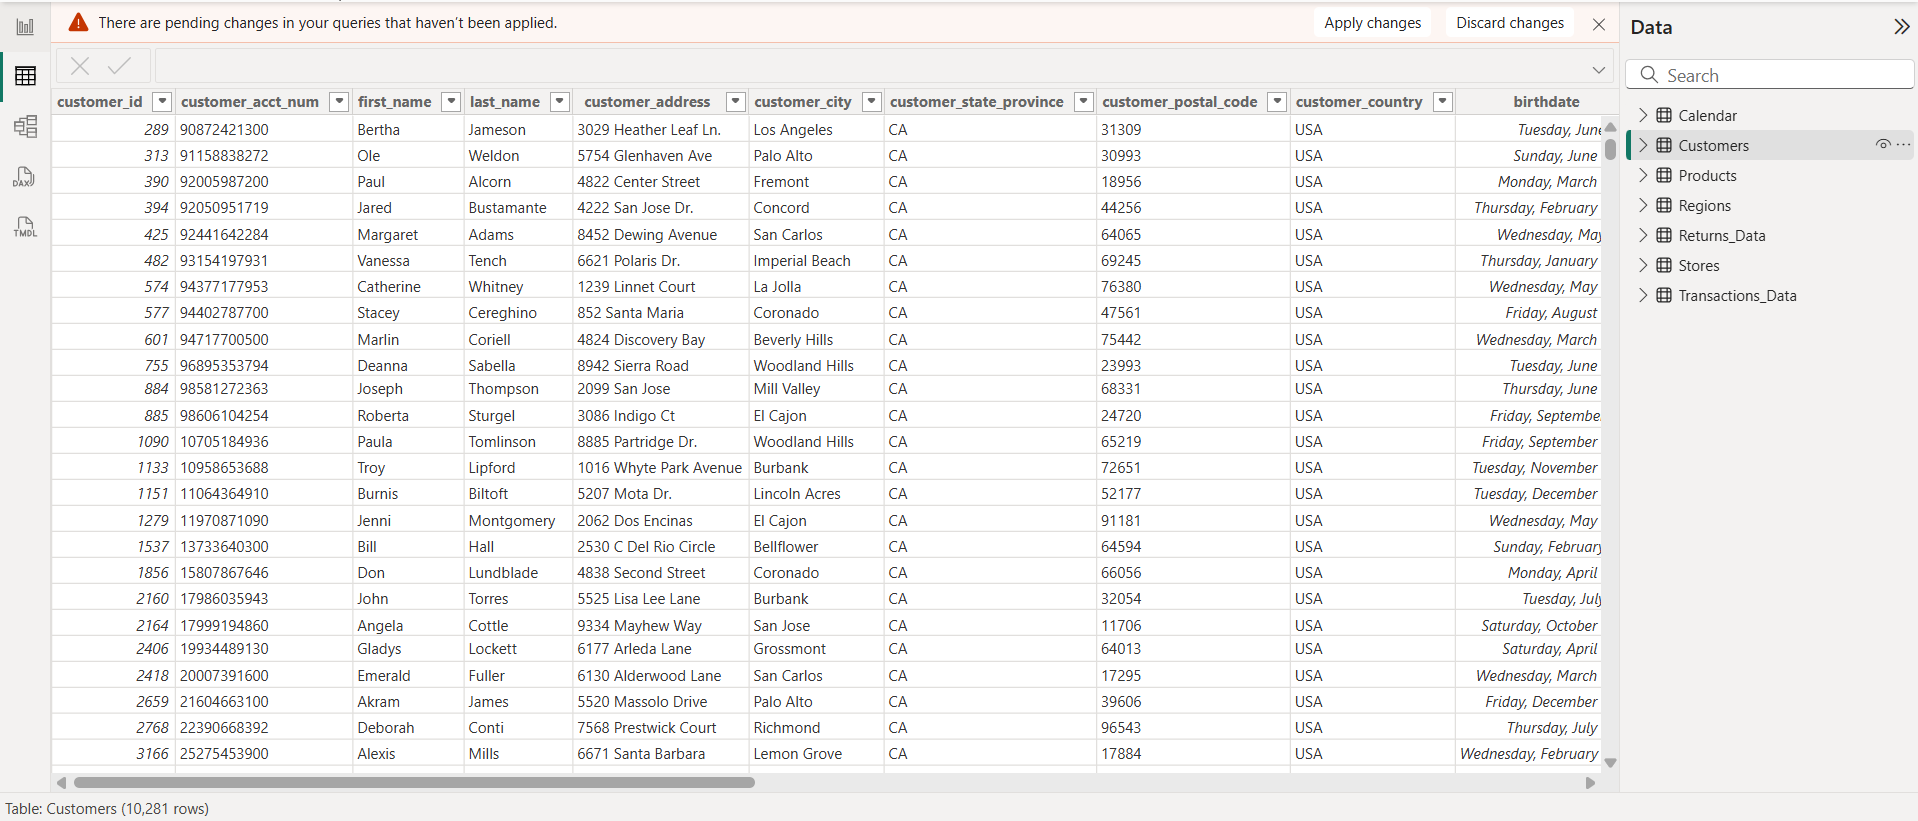 There are pending changes in your queries that haven't been applied. Apply changes Discard changes
Data
Search
Calendar
Customers
Products
Regions
Returns_Data
Stores
Transactions_Data
DAX
TMDL
customer_id customer_acct_num first_name last_name customer_address customer_city customer_state_province customer_postal_code customer_country birthdate
289 90872421300 Bertha Jameson 3029 Heather Leaf Ln. Los Angeles CA 31309 USA Tuesday, June
313 91158838272 Ole Weldon 5754 Glenhaven Ave Palo Alto CA 30993 USA Sunday, June
390 92005987200 Paul Alcorn 4822 Center Street Fremont CA 18956 USA Monday, March
394 92050951719 Jared Bustamante 4222 San Jose Dr. Concord CA 44256 USA Thursday, February
425 92441642284 Margaret Adams 8452 Dewing Avenue San Carlos CA 64065 USA Wednesday, May
482 93154197931 Vanessa Tench 6621 Polaris Dr. Imperial Beach CA 69245 USA Thursday, January
574 94377177953 Catherine Whitney 1239 Linnet Court La Jolla CA 76380 USA Wednesday, May
577 94402787700 Stacey Cereghino 852 Santa Maria Coronado CA 47561 USA Friday, August
601 94717700500 Marlin Coriell 4824 Discovery Bay Beverly Hills CA 75442 USA Wednesday, March
755 96895353794 Deanna Sabella 8942 Sierra Road Woodland Hills CA 23993 USA Tuesday, June
884 98581272363 Joseph Thompson 2099 San Jose Mill Valley CA 68331 USA Thursday, June
885 98606104254 Roberta Sturgel 3086 Indigo Ct El Cajon CA 24720 USA Friday, Septembe
1090 10705184936 Paula Tomlinson 8885 Partridge Dr. Woodland Hills CA 65219 USA Friday, September
1133 10958653688 Troy Lipford 1016 Whyte Park Avenue Burbank CA 72651 USA Tuesday, November
1151 11064364910 Burnis Biltoft 5207 Mota Dr. Lincoln Acres CA 52177 USA Tuesday, December
1279 11970871090 Jenni Montgomery 2062 Dos Encinas El Cajon CA 91181 USA Wednesday, May
1537 13733640300 Bill Hall 2530 C Del Rio Circle Bellflower CA 64594 USA Sunday, February
1856 15807867646 Don Lundblade 4838 Second Street Coronado CA 66056 USA Monday, April
2160 17986035943 John Torres 5525 Lisa Lee Lane Burbank CA 32054 USA Tuesday, July
2164 17999194860 Angela Cottle 9334 Mayhew Way San Jose CA 11706 USA Saturday, October
2406 19934489130 Gladys Lockett 6177 Arleda Lane Grossmont CA 64013 USA Saturday, April
2418 20007391600 Emerald Fuller 6130 Alderwood Lane San Carlos CA 17295 USA Wednesday, March
2659 21604663100 Akram James 5520 Massolo Drive Palo Alto CA 39606 USA Friday, December
2768 22390668392 Deborah Conti 7568 Prestwick Court Richmond CA 96543 USA Thursday, July
3166 25275453900 Alexis Mills 6671 Santa Barbara Lemon Grove CA 17884 USA Wednesday, February
Table: Customers (10,281 rows)